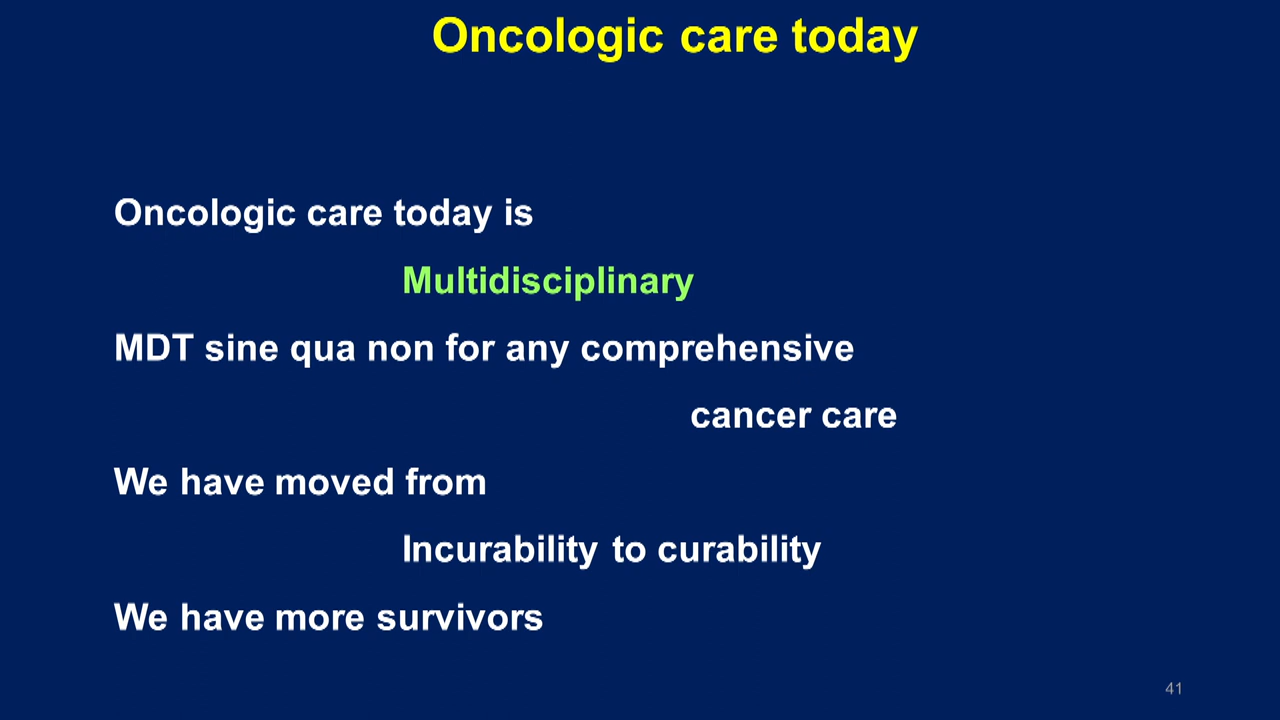 Oncologic care today
Oncologic care today is
Multidisciplinary
MDT sine qua non for any comprehensive
cancer care
We have moved from
Incurability to curability
We have more survivors
41